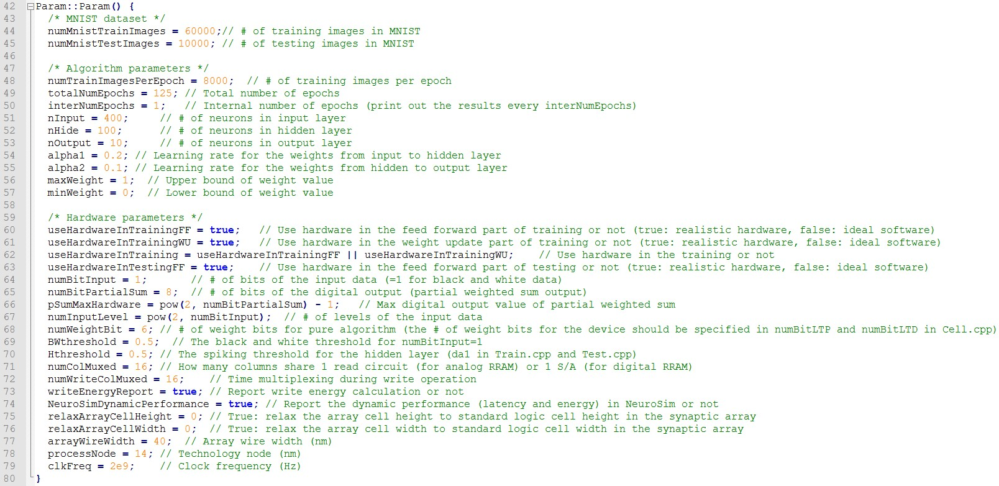 42 Param::Param() {
43 /* MNIST dataset */
44 numMnistTrainImages = 60000;// # of training images in MNIST
45 numMnistTestImages = 10000; // # of testing images in MNIST
46
47 /* Algorithm parameters */
48 numTrainImagesPerEpoch = 8000; // # of training images per epoch
49 totalNumEpochs = 125; // Total number of epochs
50 interNumEpochs = 1; // Internal number of epochs (print out the results every interNumEpochs)
51 nInput = 400; // # of neurons in input layer
52 nHide = 100; // # of neurons in hidden layer
53 nOutput = 10; // # of neurons in output layer
54 alpha1 = 0.2; // Learning rate for the weights from input to hidden layer
55 alpha2 = 0.1; // Learning rate for the weights from hidden to output layer
56 maxWeight = 1; // Upper bound of weight value
57 minWeight = 0; // Lower bound of weight value
58
59 /* Hardware parameters */
60 useHardwareInTrainingFF = true; // Use hardware in the feed forward part of training or not (true: realistic hardware, false: ideal software)
61 useHardwareInTrainingWU = true; // Use hardware in the weight update part of training or not (true: realistic hardware, false: ideal software)
62 useHardwareInTraining = useHardwareInTrainingFF || useHardwareInTrainingWU; // Use hardware in the training or not
63 useHardwareInTestingFF = true; // Use hardware in the feed forward part of testing or not (true: realistic hardware, false: ideal software)
64 numBitInput = 1; // # of bits of the input data (=1 for black and white data)
65 numBitPartialSum = 8; // # of bits of the digital output (partial weighted sum output)
66 pSumMaxHardware = pow(2, numBitPartialSum) - 1; // Max digital output value of partial weighted sum
67 numInputLevel = pow(2, numBitInput); // # of levels of the input data
68 numWeightBit = 6; // # of weight bits for pure algorithm (the # of weight bits for the device should be specified in numBitLTP and numBitLTD in Cell.cpp)
69 BWthreshold = 0.5; // The black and white threshold for numBitInput=1
70 Hthreshold = 0.5; // The spiking threshold for the hidden layer (da1 in Train.cpp and Test.cpp)
71 numColMuxed = 16; // How many columns share 1 read circuit (for analog RRAM) or 1 S/A (for digital RRAM)
72 numWriteColMuxed = 16; // Time multiplexing during write operation
73 writeEnergyReport = true; // Report write energy calculation or not
74 NeuroSimDynamicPerformance = true; // Report the dynamic performance (latency and energy) in NeuroSim or not
75 relaxArrayCellHeight = 0; // True: relax the array cell height to standard logic cell height in the synaptic array
76 relaxArrayCellWidth = 0; // True: relax the array cell width to standard logic cell width in the synaptic array
77 arrayWireWidth = 40; // Array wire width (nm)
78 processNode = 14; // Technology node (nm)
79 clkFreq = 2e9; // Clock frequency (Hz)
80 }